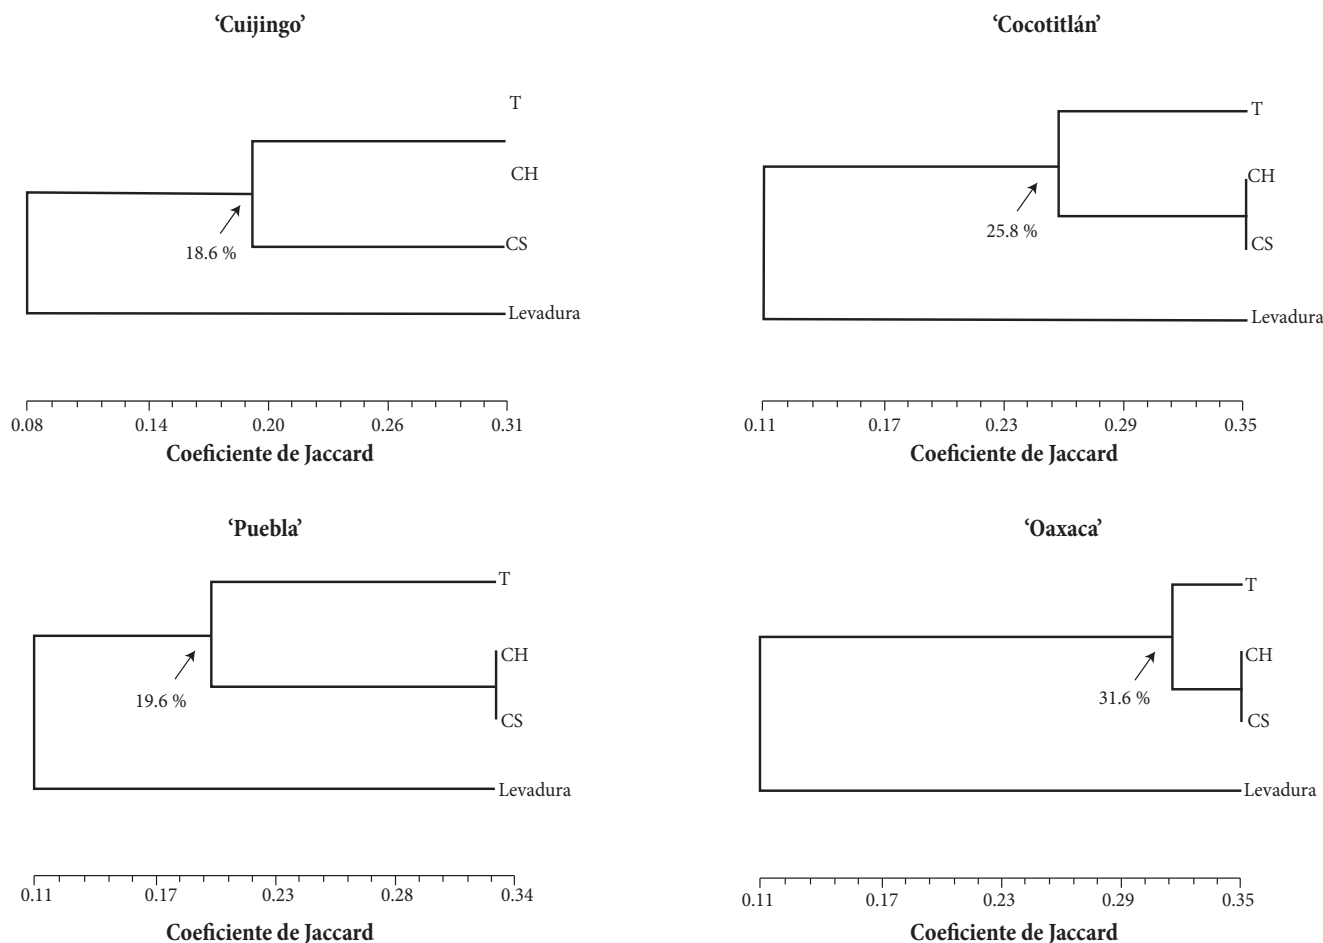 ‘Cuijingo’
T
CH
18.6 %
CS
Levadura
0.08 0.14 0.20 0.26 0.31
Coeficiente de Jaccard
‘Cocotitlán’
T
CH
25.8 %
CS
Levadura
0.11 0.17 0.23 0.29 0.35
Coeficiente de Jaccard
‘Puebla’
T
CH
19.6 %
CS
Levadura
0.11 0.17 0.23 0.28 0.34
Coeficiente de Jaccard
‘Oaxaca’
T
CH
31.6 %
CS
Levadura
0.11 0.17 0.23 0.29 0.35
Coeficiente de Jaccard